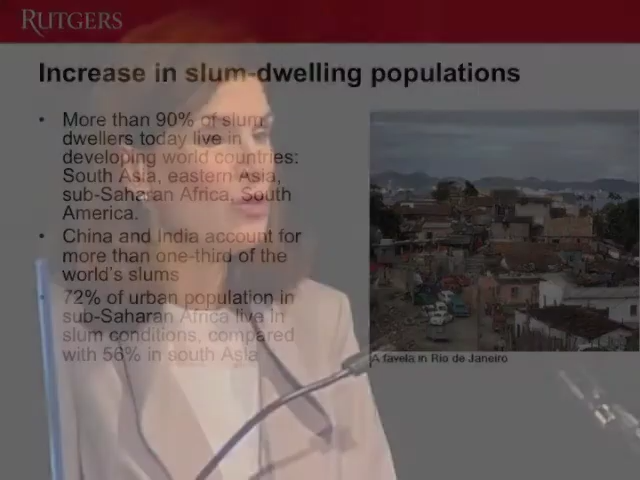 RUTGERS
Increase in slum-dwelling populations
• More than 90% of slum
dwellers today live in
developing world countries:
South Asia, eastern Asia,
sub-Saharan Africa, South
America.
• China and India account for
more than one-third of the
world's slums
72% of urban population in
sub-Saharan Africa live in
slum conditions, compared
with 56% in south Asia
A favela in Rio de Janeiro